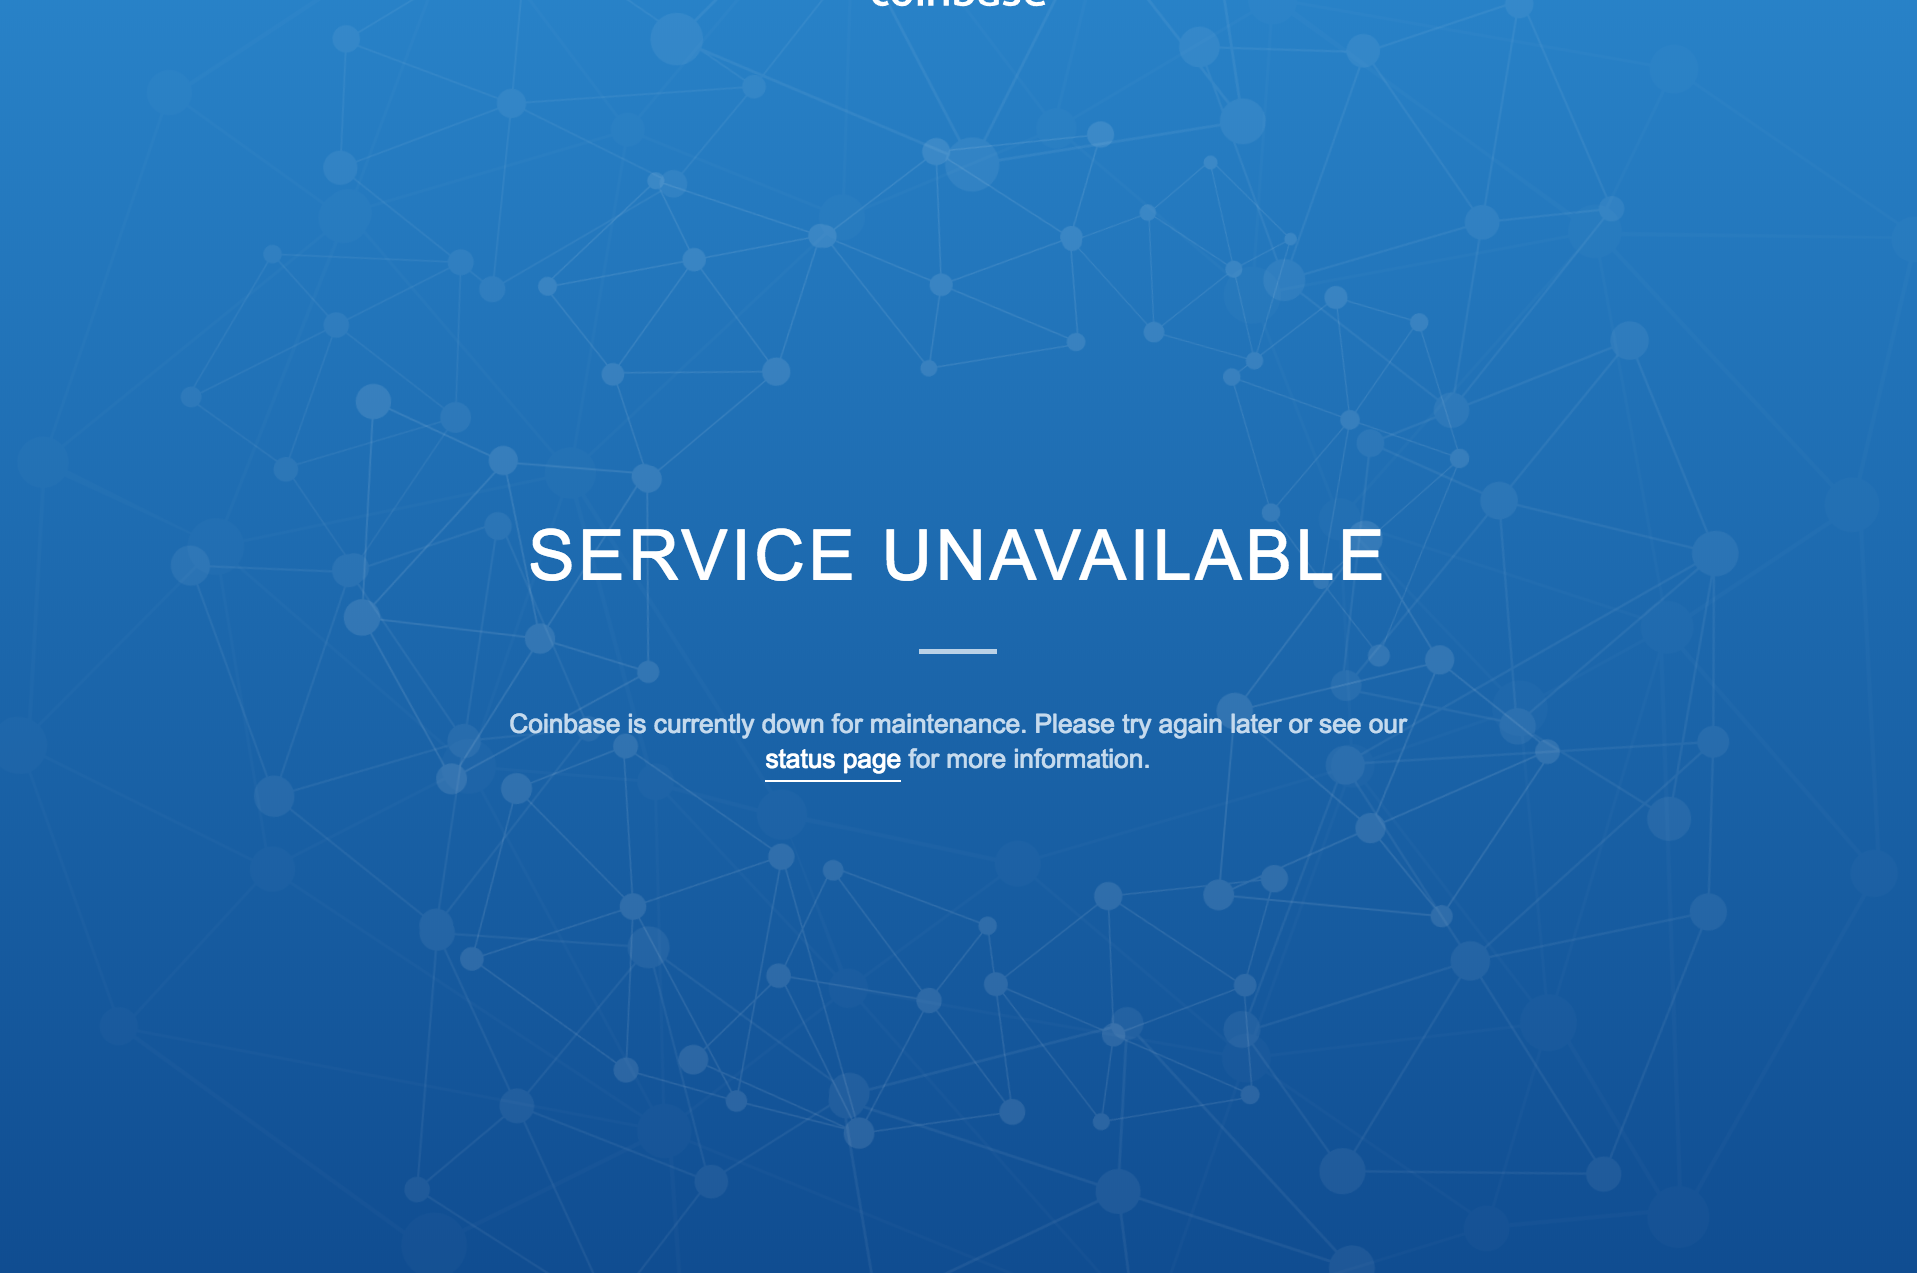 coinbase
SERVICE UNAVAILABLE
Coinbase is currently down for maintenance. Please try again later or see our
status page for more information.